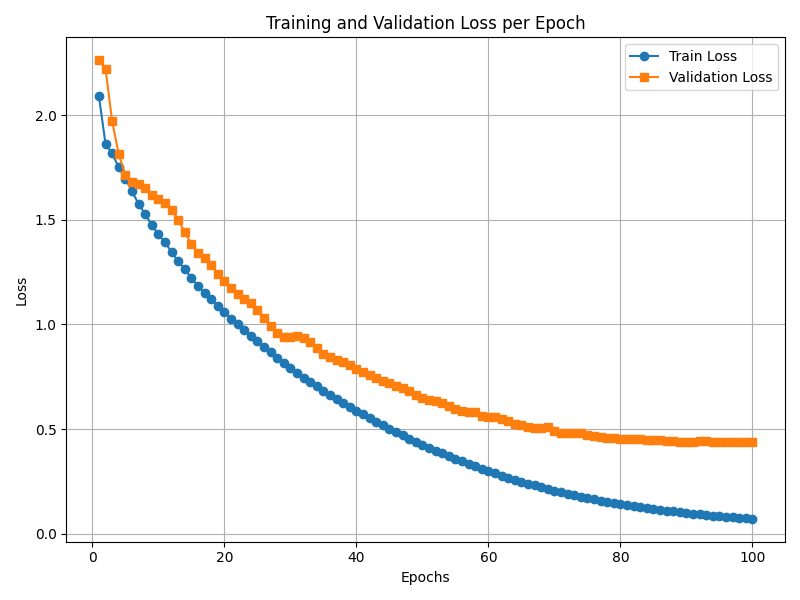 Training and Validation Loss per Epoch
Train Loss
Validation Loss
Loss
2.0
1.5
1.0
0.5
0.0
0 20 40 60 80 100
Epochs